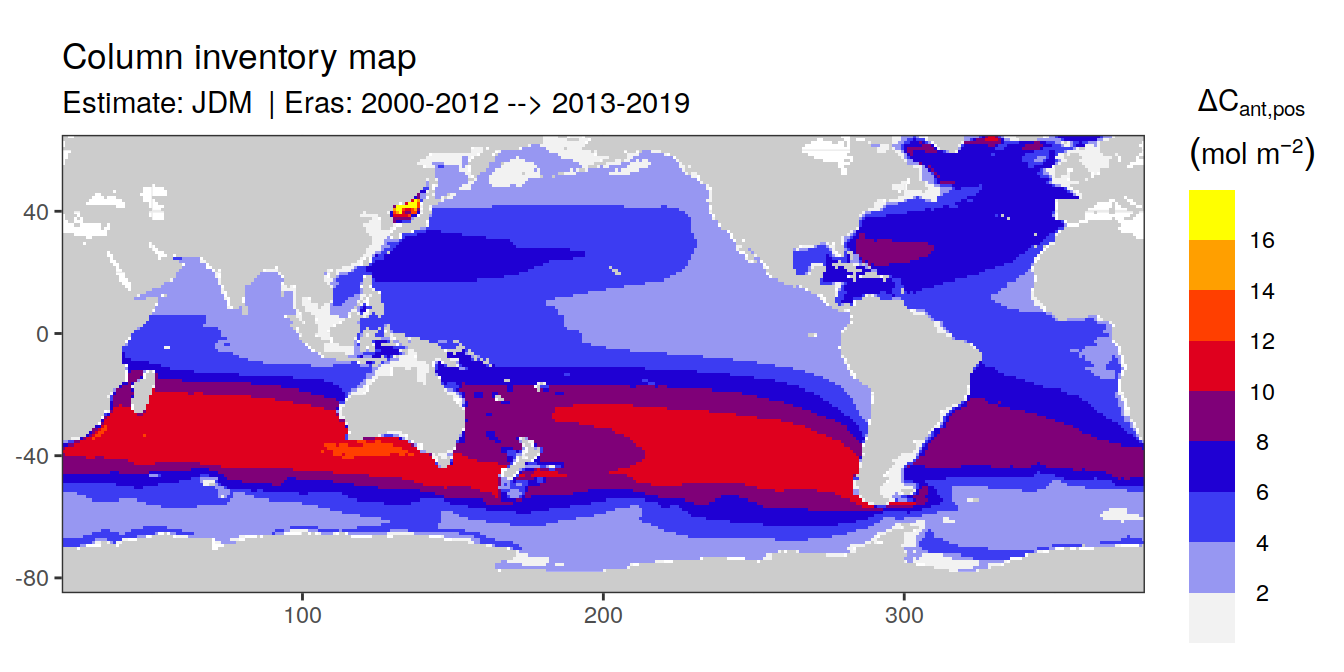 Column inventory map
Estimate: JDM | Eras: 2000-2012 --> 2013-2019
ΔCant,pos
(mol m−2)
16
14
12
10
8
6
4
2
40
0
-40
-80
100 200 300